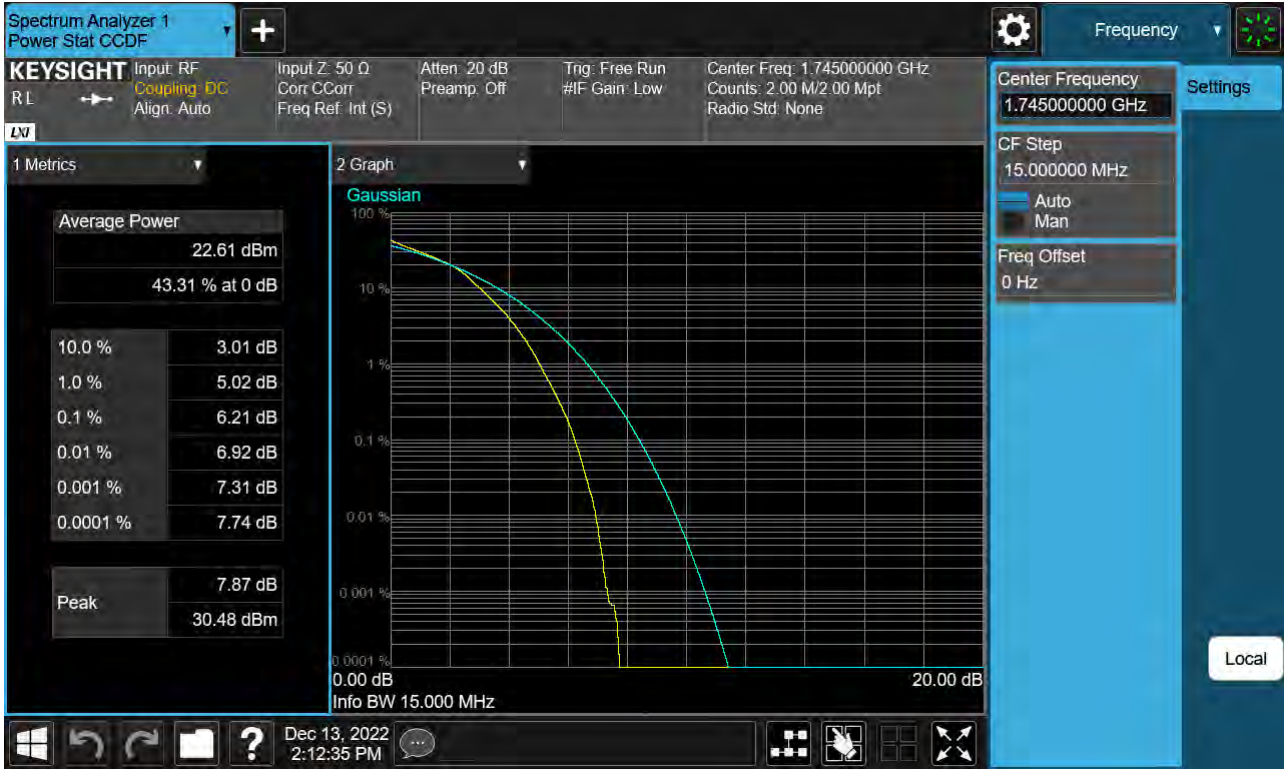 Spectrum Analyzer 1
Power Stat CCDF
Frequency
KEYSIGHT
RL
LXI
Input: RF
Coupling: DC
Align: Auto
Input Z: 50 Ω
Corr CCorr
Freq Ref: Int (S)
Atten: 20 dB
Preamp: Off
Trig: Free Run
#IF Gain: Low
Center Freq: 1.745000000 GHz
Counts: 2.00 M/2.00 Mpt
Radio Std: None
Center Frequency
1.745000000 GHz
CF Step
15.000000 MHz
Auto
Man
Freq Offset
0 Hz
Settings
Local
1 Metrics
Average Power
22.61 dBm
43.31 % at 0 dB
10.0 % 3.01 dB
1.0 % 5.02 dB
0.1 % 6.21 dB
0.01 % 6.92 dB
0.001 % 7.31 dB
0.0001 % 7.74 dB
Peak
7.87 dB
30.48 dBm
2 Graph
Gaussian
100 %
10 %
1 %
0.1 %
0.01 %
0.001 %
0.0001 %
0.00 dB 20.00 dB
Info BW 15.000 MHz
?
Dec 13, 2022
2:12:35 PM